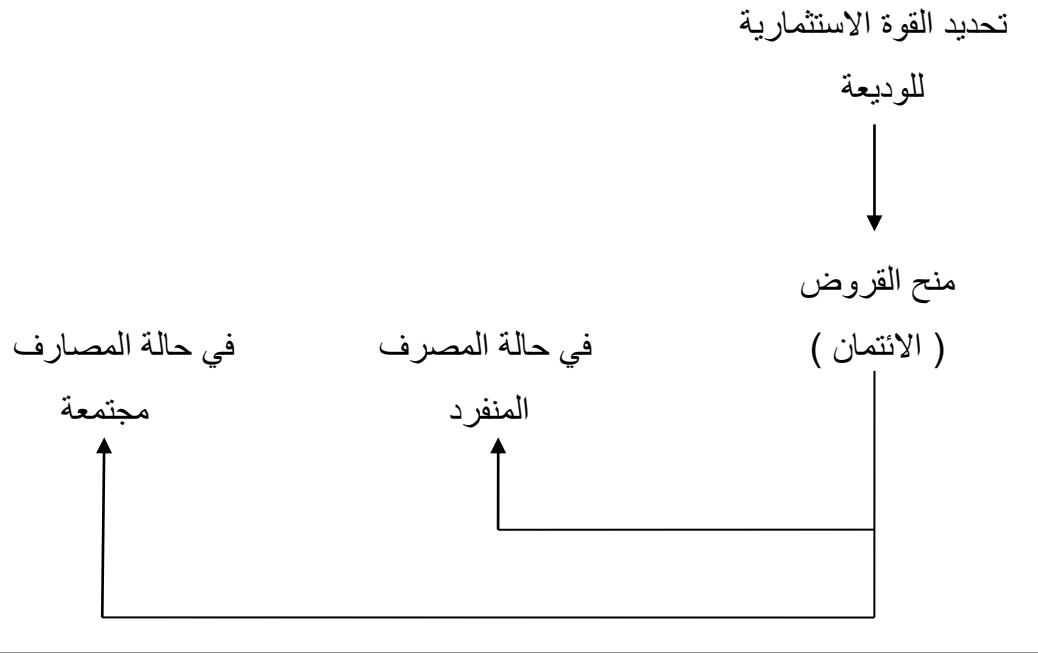 تحديد القوة الاستثمارية
للوديعة
منح القروض
( الائتمان )
في حالة المصرف
المنفرد
في حالة المصارف
مجتمعة